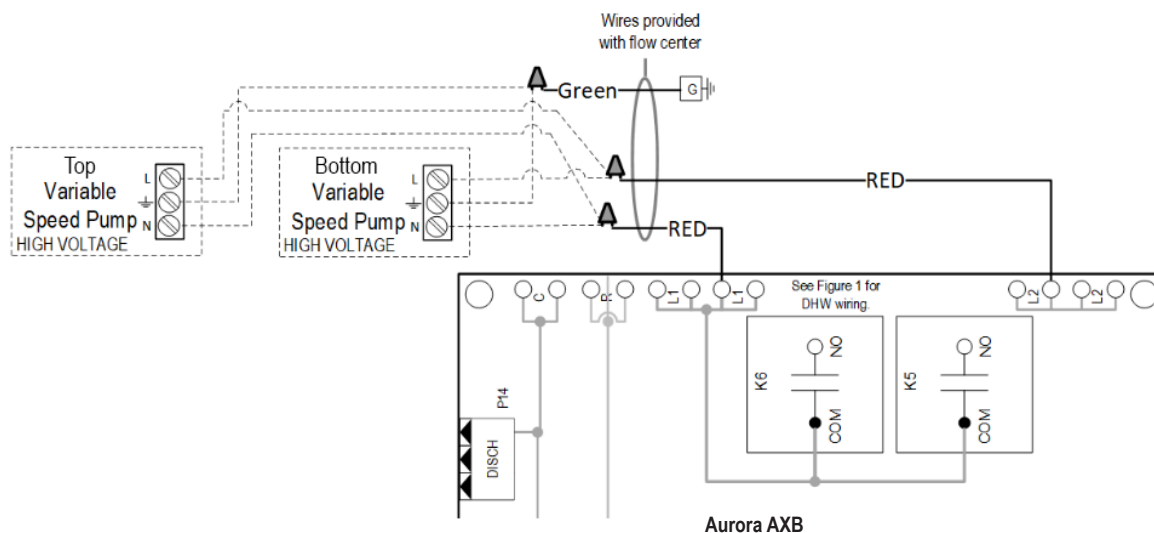 Wires provided
with flow center
Green
G
Top
Variable
Speed Pump
HIGH VOLTAGE
L
N
Bottom
Variable
Speed Pump
HIGH VOLTAGE
L
N
RED
RED
C
R
L1
L1
See Figure 1 for
DHW wiring.
L2
L2
K6
NO
COM
K5
NO
COM
P14
DISCH
Aurora AXB